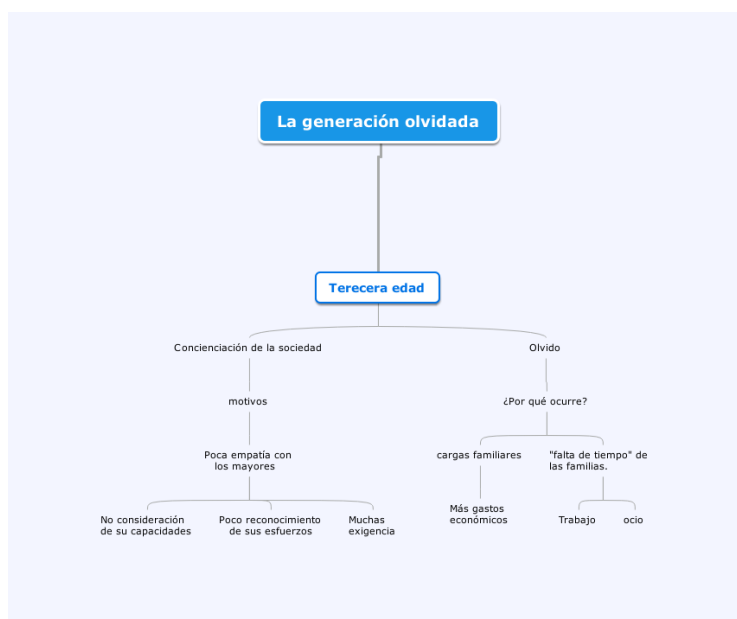 La generación olvidada
Terecera edad
Concienciación de la sociedad
Olvido
motivos
¿Por qué ocurre?
Poca empatía con
los mayores
cargas familiares
"falta de tiempo" de
las familias.
No consideración
de su capacidades
Poco reconocimiento
de sus esfuerzos
Muchas
exigencia
Más gastos
económicos
Trabajo
ocio